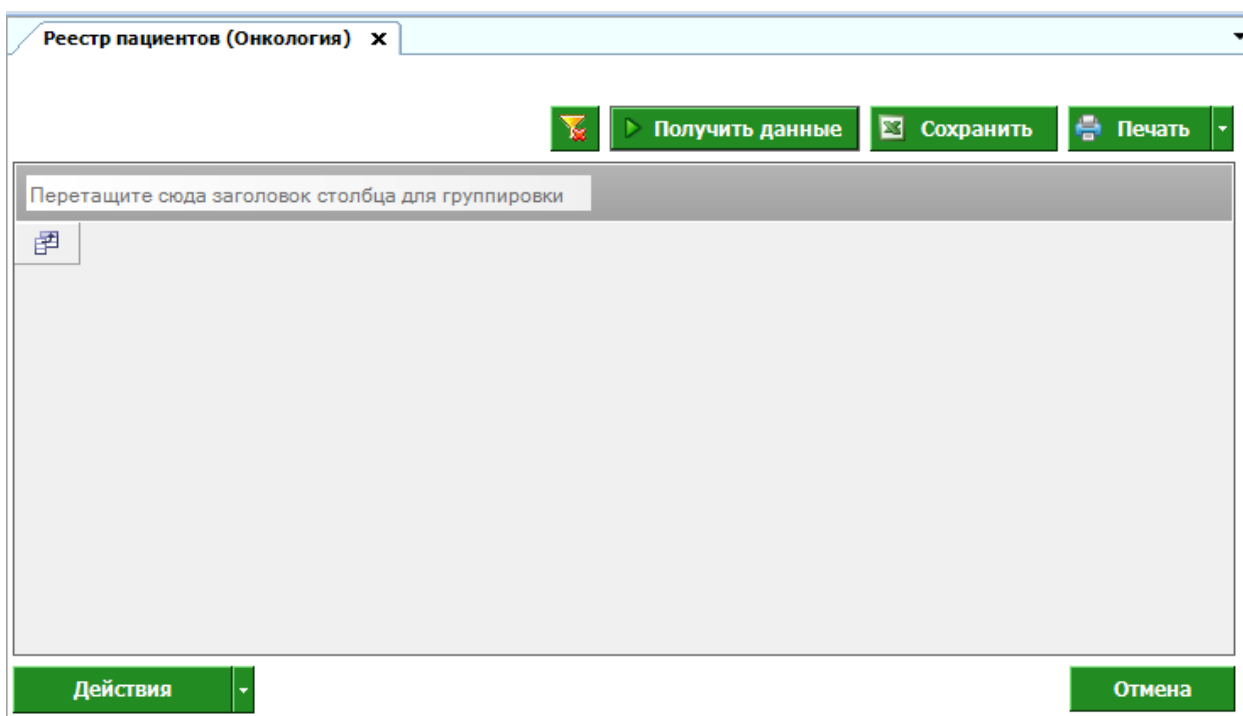 Реестр пациентов (Онкология) x
Получить данные Сохранить Печать
Перетащите сюда заголовок столбца для группировки
Действия Отмена